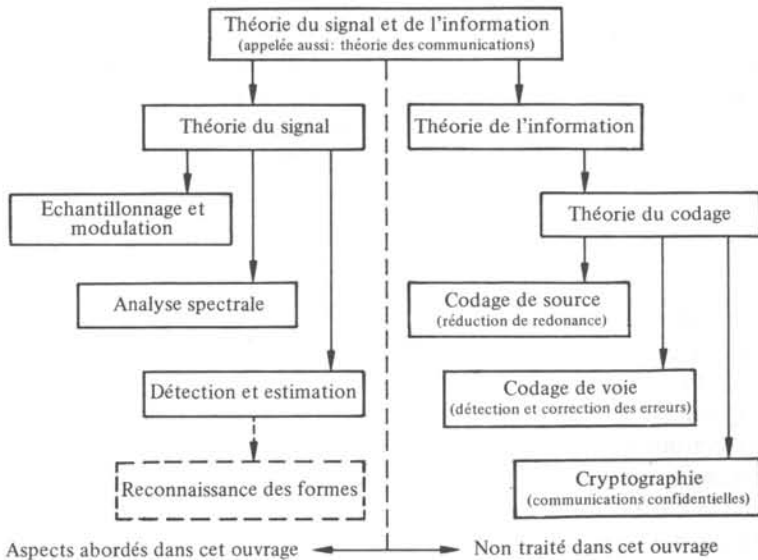 Théorie du signal et de l'information
(appelée aussi: théorie des communications)
Théorie du signal
Théorie de l'information
Echantillonnage et
modulation
Théorie du codage
Analyse spectrale
Codage de source
(réduction de redonance)
Détection et estimation
Codage de voie
(détection et correction des erreurs)
Reconnaissance des formes
Cryptographie
(communications confidentielles)
Aspects abordés dans cet ouvrage
Non traité dans cet ouvrage